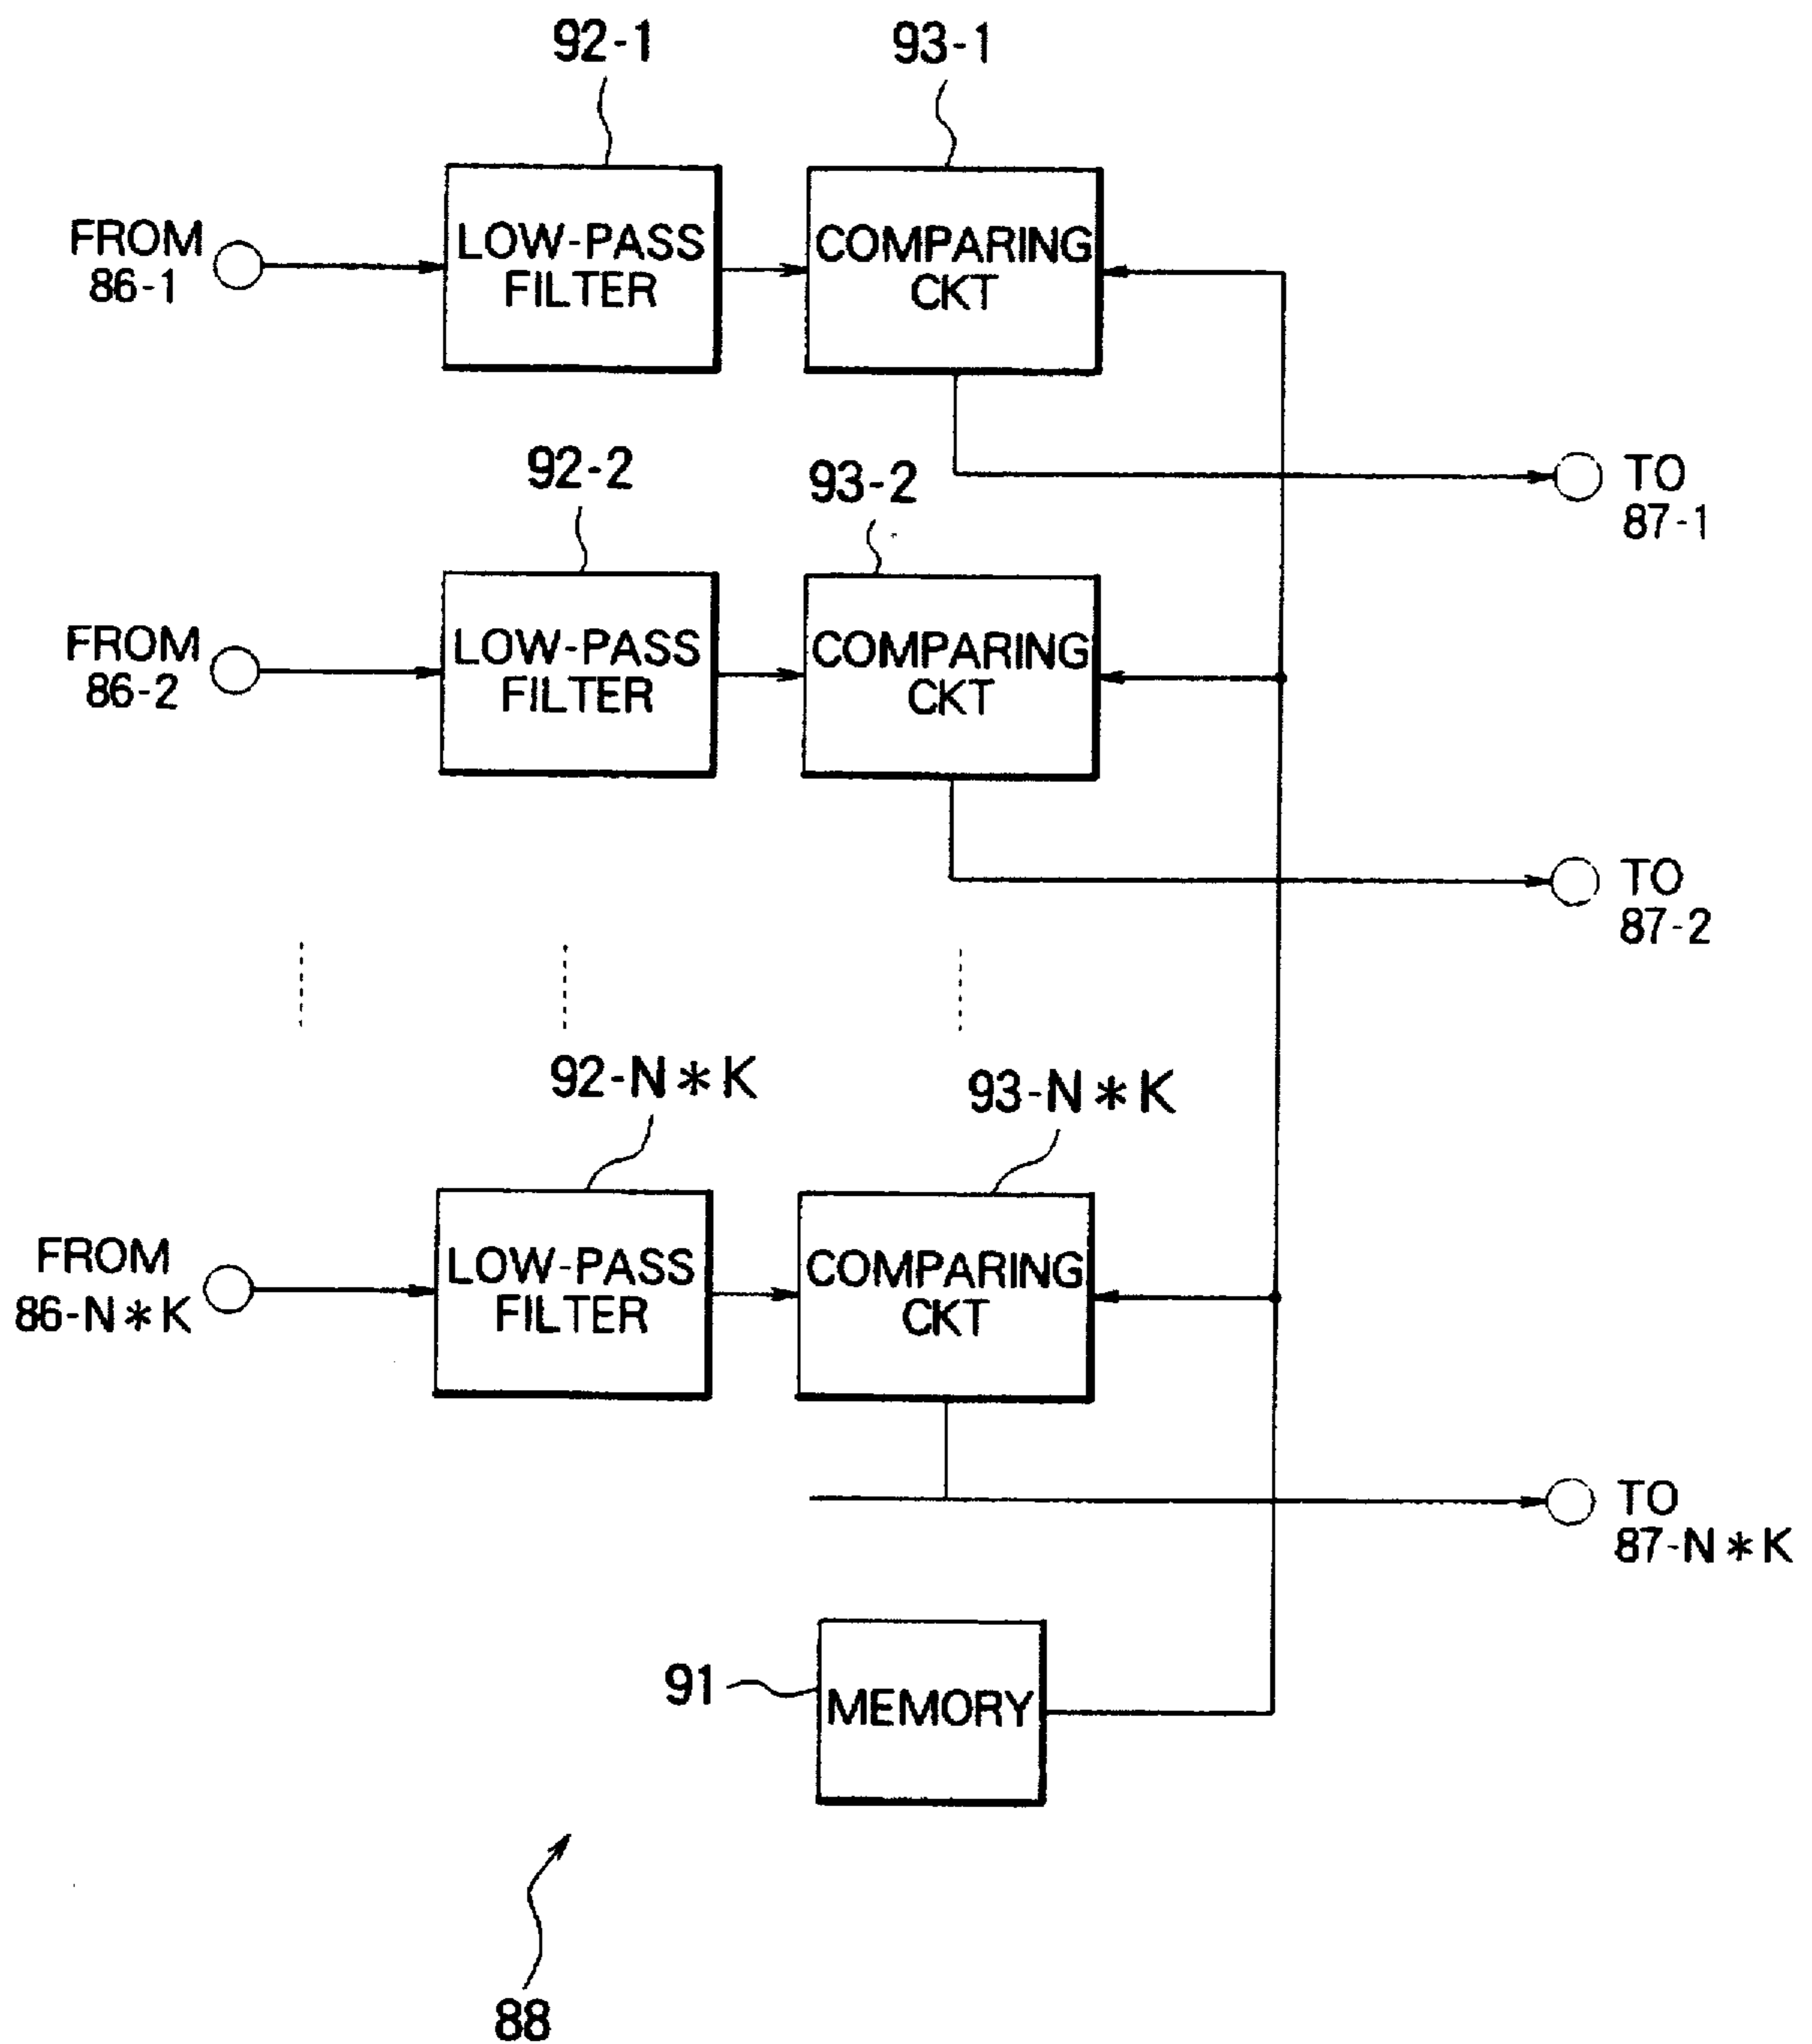 92-1
93-1
FROM
86-1
LOW-PASS
FILTER
COMPARING
CKT
TO
87-1
92-2
93-2
FROM
86-2
LOW-PASS
FILTER
COMPARING
CKT
TO
87-2
92-N*K
93-N*K
FROM
86-N*K
LOW-PASS
FILTER
COMPARING
CKT
TO
87-N*K
91
MEMORY
88